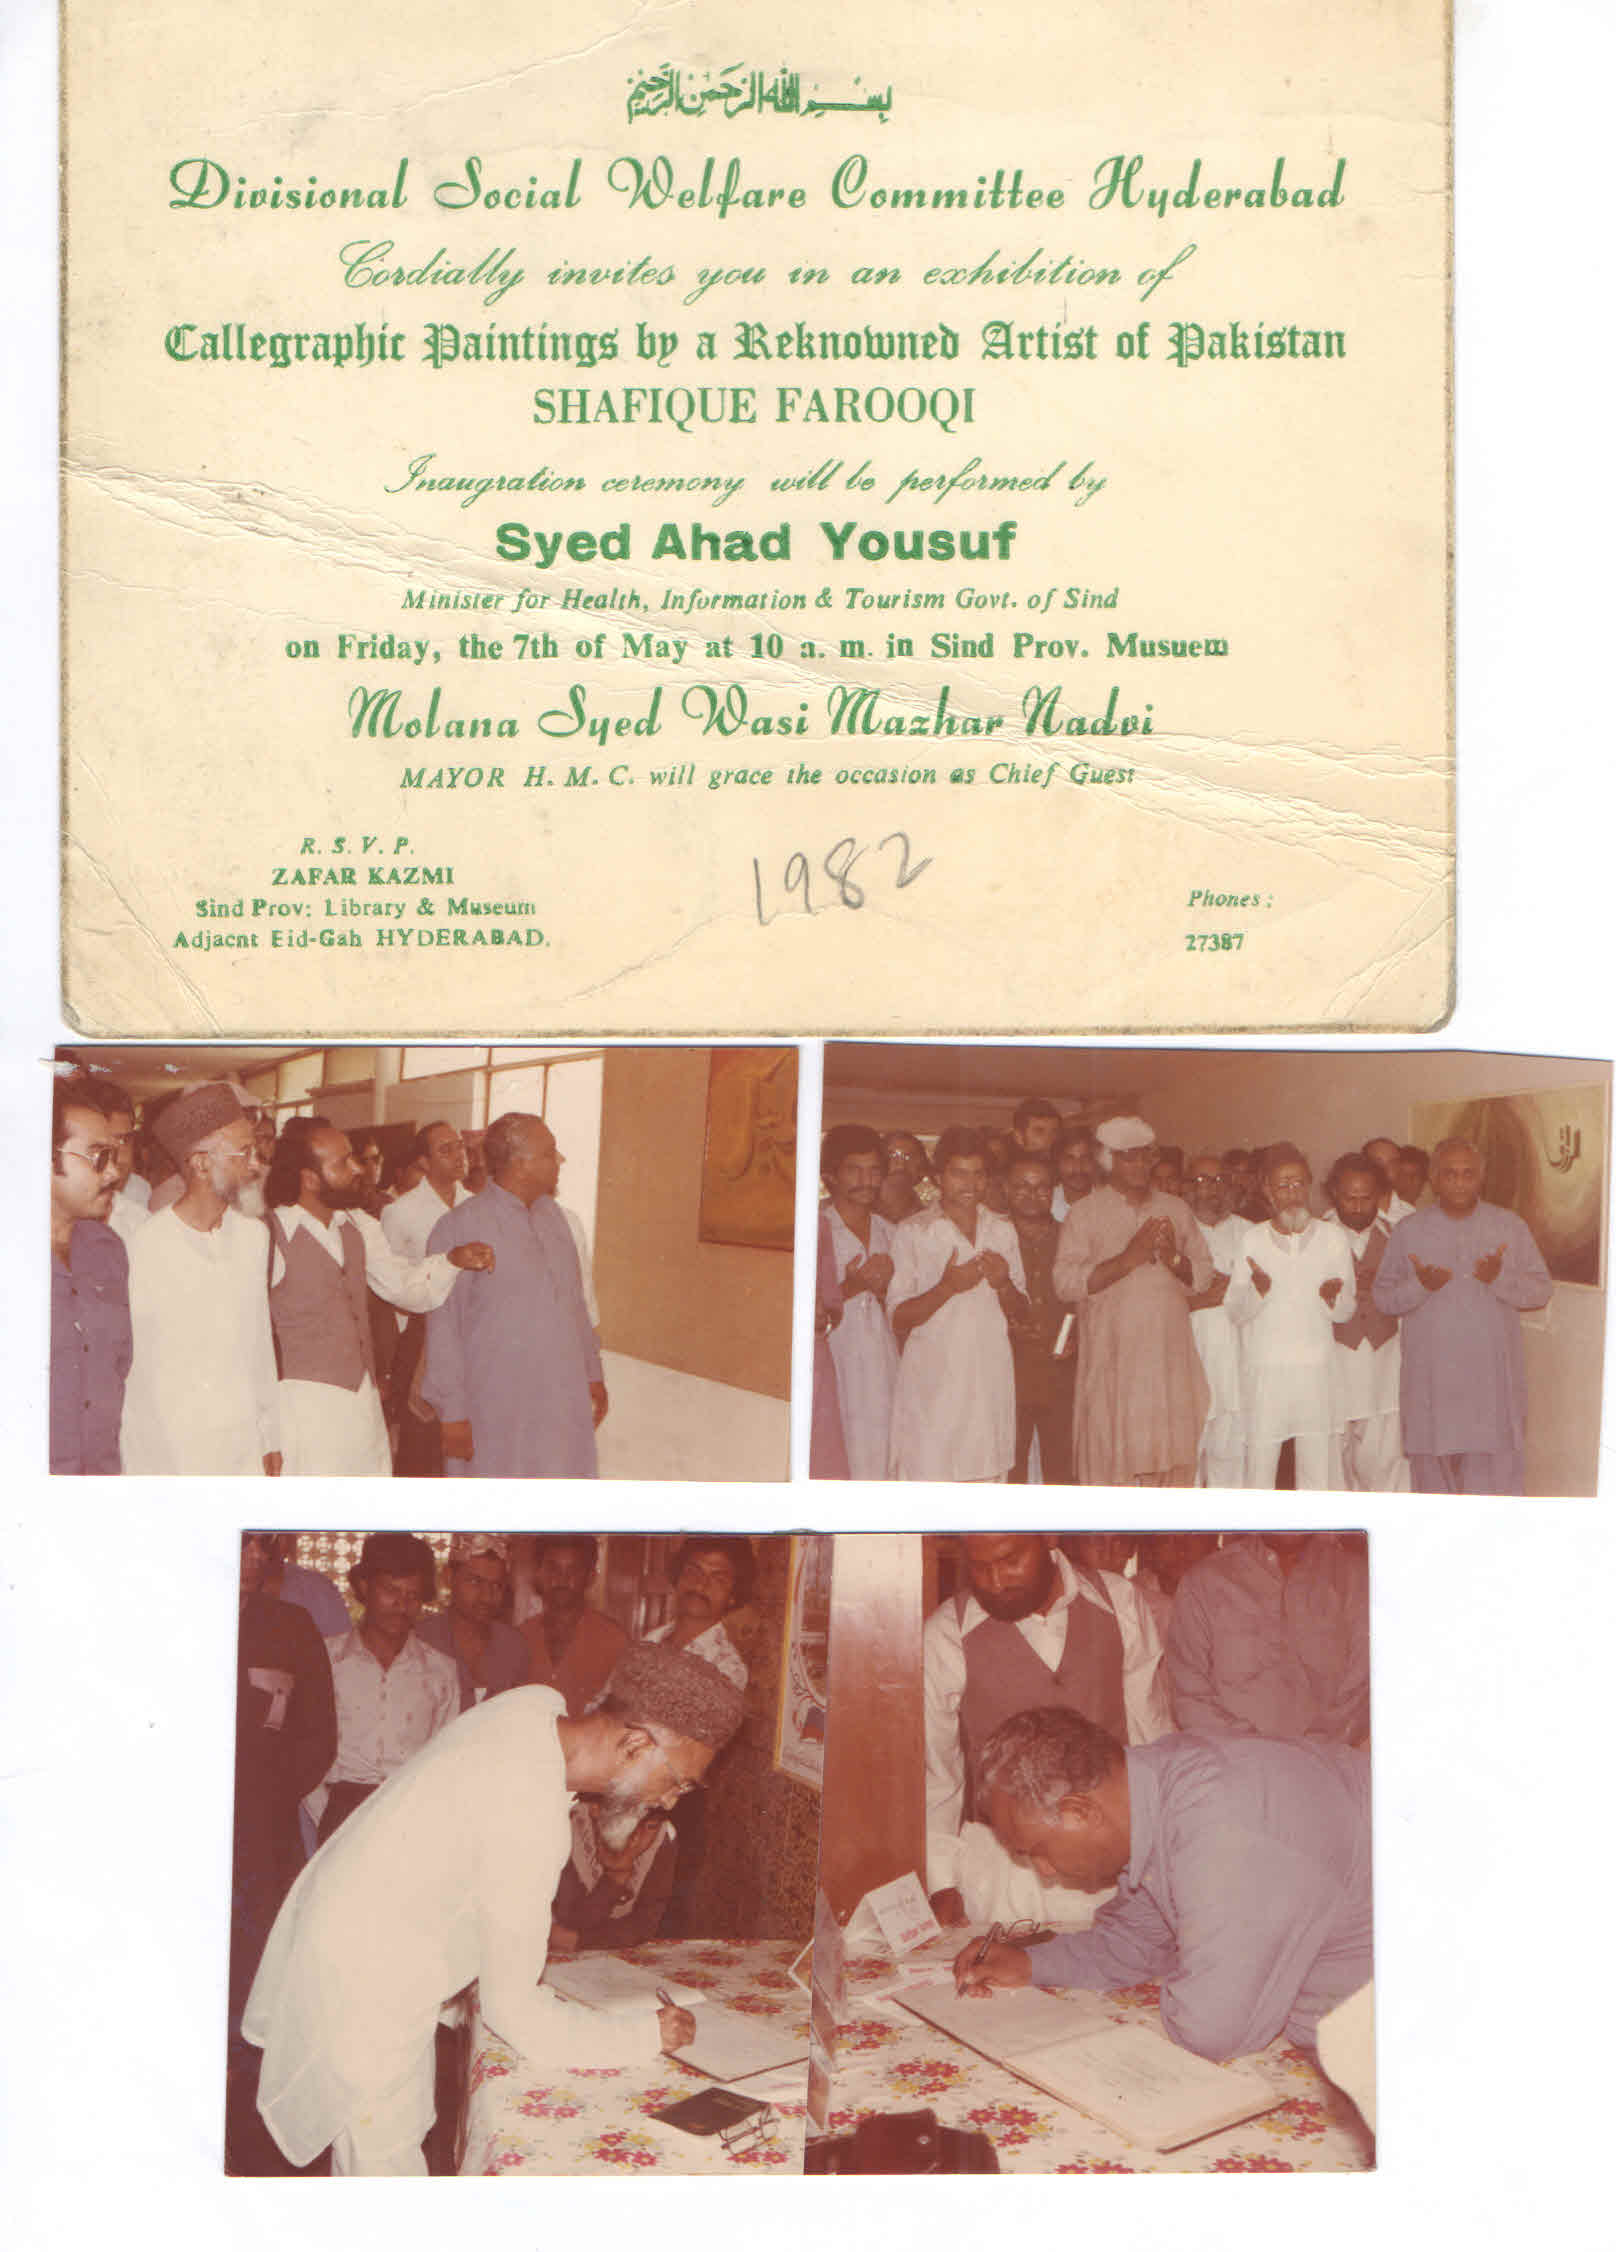 بسم الله الرحمن الرحيم
Divisional Social Welfare Committee Hyderabad
Cordially invites you in an exhibition of
Callegraphic Paintings by a Reknowned Artist of Pakistan
SHAFIQUE FAROOQI
Inaugration ceremony will be performed by
Syed Ahad Yousuf
Minister for Health, Information & Tourism Govt. of Sind
on Friday, the 7th of May at 10 a. m. in Sind Prov. Musuem
Molana Syed Wasi Mazhar Nadvi
MAYOR H. M. C. will grace the occasion as Chief Guest
R. S. V. P.
ZAFAR KAZMI
Sind Prov: Library & Museum
Adjacnt Eid-Gah HYDERABAD.
1982
Phones :
27387